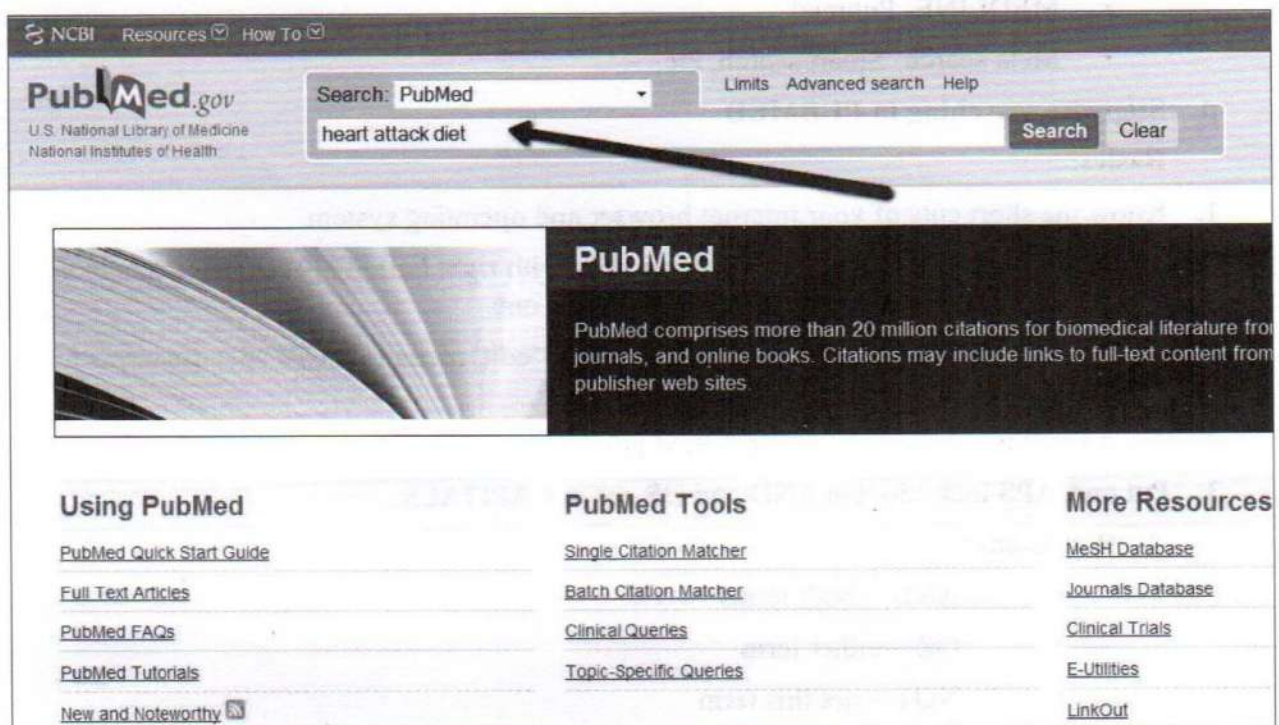 NCBI Resources How To
PubMed.gov
U.S. National Library of Medicine
National Institutes of Health
Search: PubMed
Limits Advanced search Help
heart attack diet
Search Clear
PubMed
PubMed comprises more than 20 million citations for biomedical literature
journals, and online books. Citations may include links to full-text content from
publisher web sites.
Using PubMed
PubMed Quick Start Guide
Full Text Articles
PubMed FAQs
PubMed Tutorials
New and Noteworthy
PubMed Tools
Single Citation Matcher
Batch Citation Matcher
Clinical Queries
Topic-Specific Queries
More Resources
MeSH Database
Journals Database
Clinical Trials
E-Utilities
LinkOut